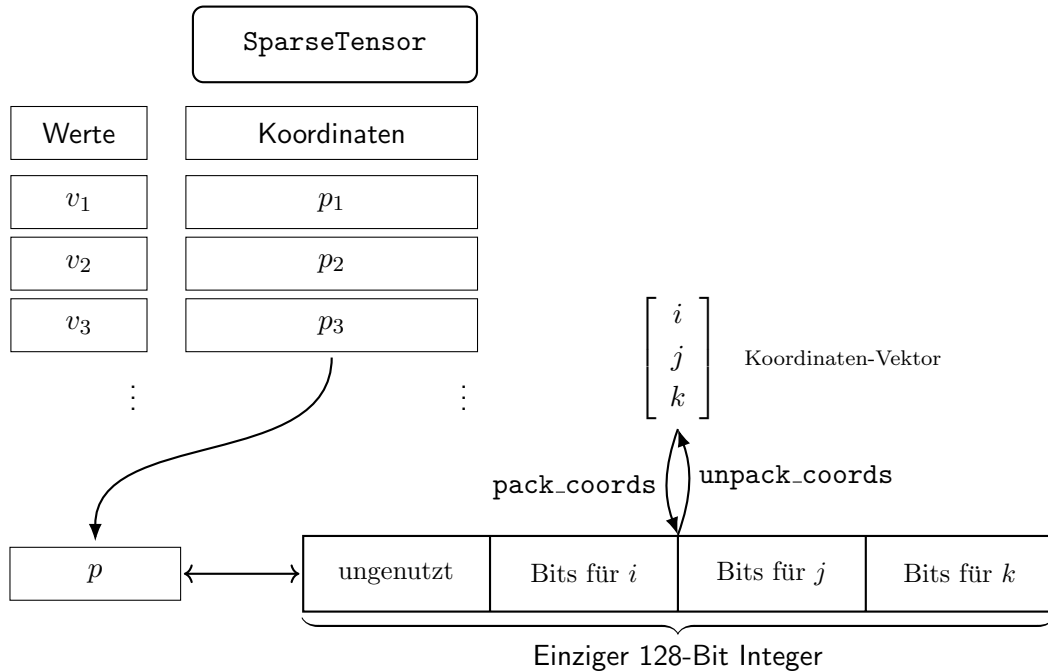 SparseTensor
Werte Koordinaten
v1 p1
v2 p2
v3 p3
⋮ ⋮
i
j Koordinaten-Vektor
k
pack_coords unpack_coords
p ungenutzt Bits für i Bits für j Bits für k
Einziger 128-Bit Integer